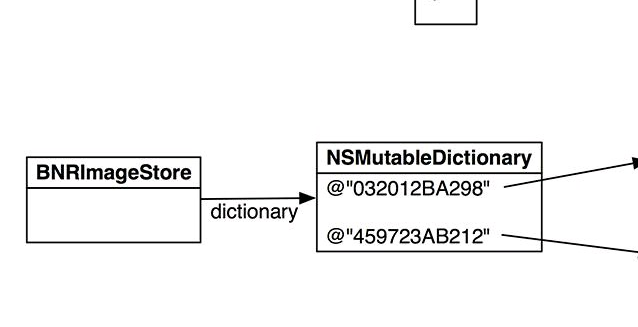 BNRImageStore
dictionary
NSMutableDictionary
@"032012BA298"
@"459723AB212"